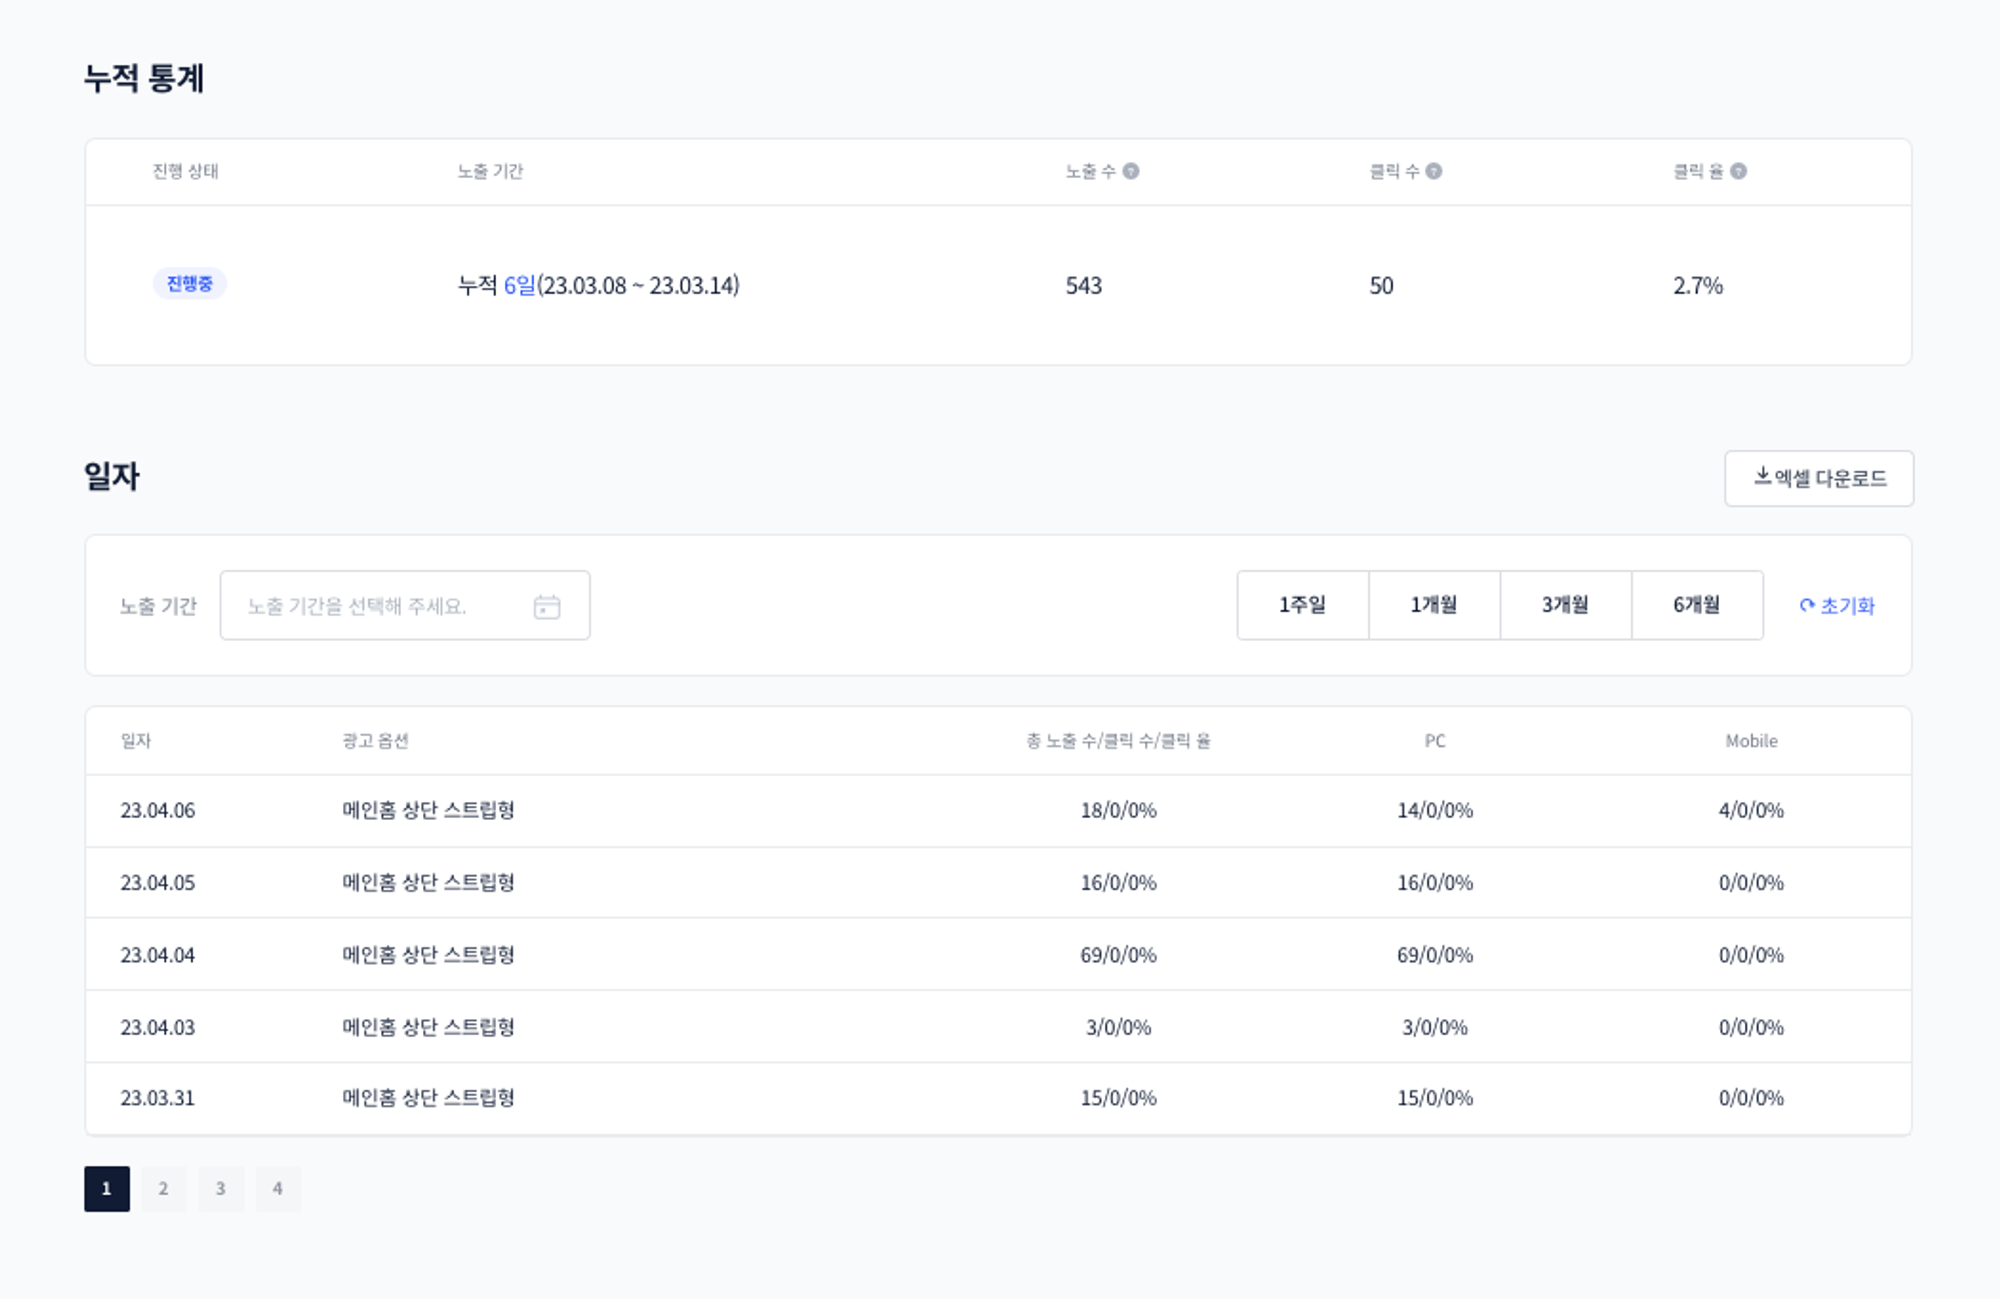 누적 통계
진행 상태 노출 기간 노출 수 ? 클릭 수 ? 클릭 율 ?
진행중 누적 6일(23.03.08 ~ 23.03.14) 543 50 2.7%
일자 엑셀 다운로드
노출 기간 노출 기간을 선택해 주세요. 1주일 1개월 3개월 6개월 초기화
일자 광고 옵션 총 노출 수/클릭 수/클릭 율 PC Mobile
23.04.06 메인홈 상단 스트립형 18/0/0% 14/0/0% 4/0/0%
23.04.05 메인홈 상단 스트립형 16/0/0% 16/0/0% 0/0/0%
23.04.04 메인홈 상단 스트립형 69/0/0% 69/0/0% 0/0/0%
23.04.03 메인홈 상단 스트립형 3/0/0% 3/0/0% 0/0/0%
23.03.31 메인홈 상단 스트립형 15/0/0% 15/0/0% 0/0/0%
1 2 3 4